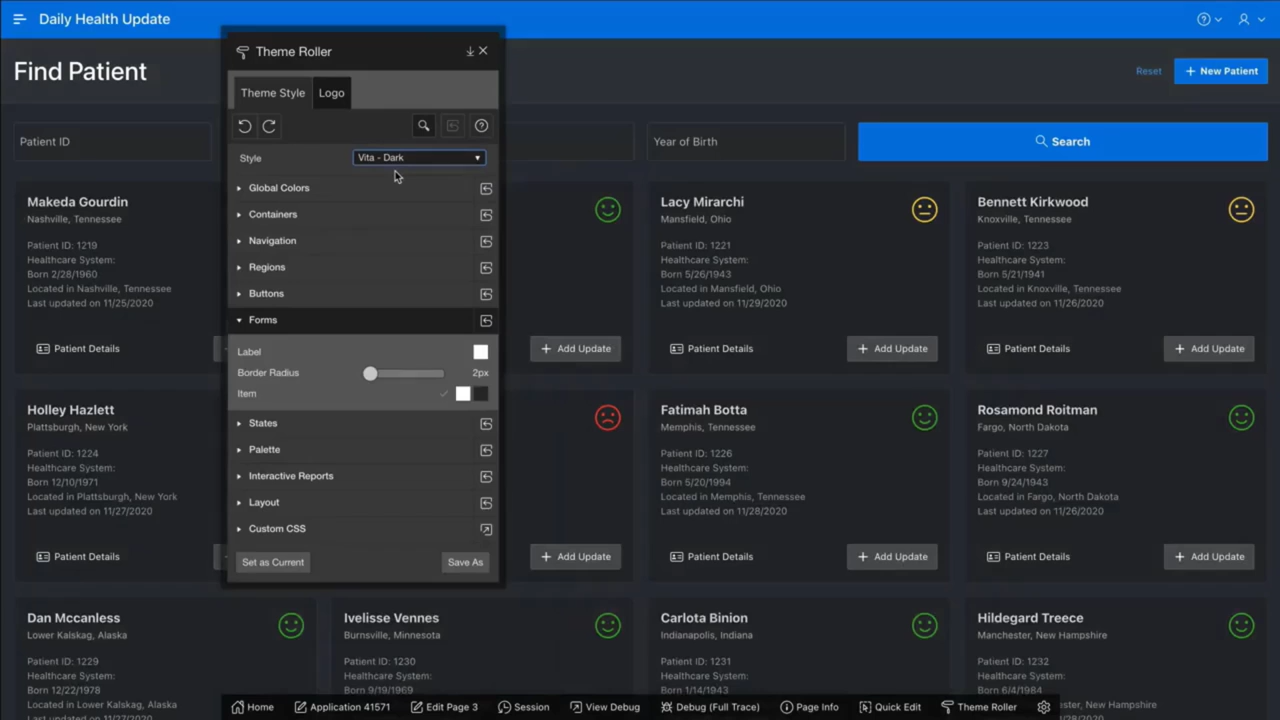 Daily Health Update
Find Patient
Reset
+ New Patient
Patient ID
Year of Birth
Search
Theme Roller
Theme Style
Logo
Style
Vita - Dark
Global Colors
Containers
Navigation
Regions
Buttons
Forms
Label
Border Radius
2px
Item
States
Palette
Interactive Reports
Layout
Custom CSS
Set as Current
Save As
Makeda Gourdin
Nashville, Tennessee
Patient ID: 1219
Healthcare System:
Born 2/28/1960
Located in Nashville, Tennessee
Last updated on 11/25/2020
Patient Details
+ Add Update
Lacy Mirarchi
Mansfield, Ohio
Patient ID: 1221
Healthcare System:
Born 5/26/1943
Located in Mansfield, Ohio
Last updated on 11/29/2020
Patient Details
+ Add Update
Bennett Kirkwood
Knoxville, Tennessee
Patient ID: 1223
Healthcare System:
Born 5/21/1941
Located in Knoxville, Tennessee
Last updated on 11/26/2020
Patient Details
+ Add Update
Holley Hazlett
Plattsburgh, New York
Patient ID: 1224
Healthcare System:
Born 12/10/1971
Located in Plattsburgh, New York
Last updated on 11/27/2020
Patient Details
+ Add Update
Fatimah Botta
Memphis, Tennessee
Patient ID: 1226
Healthcare System:
Born 5/20/1994
Located in Memphis, Tennessee
Last updated on 11/28/2020
Patient Details
+ Add Update
Rosamond Roitman
Fargo, North Dakota
Patient ID: 1227
Healthcare System:
Born 9/24/1943
Located in Fargo, North Dakota
Last updated on 11/26/2020
Patient Details
+ Add Update
Dan Mccanless
Lower Kalskag, Alaska
Patient ID: 1229
Healthcare System:
Born 12/22/1978
Located in Lower Kalskag, Alaska
Last updated on 11/27/2020
Ivelisse Vennes
Burnsville, Minnesota
Patient ID: 1230
Healthcare System:
Born 9/19/1969
Carlota Binion
Indianapolis, Indiana
Patient ID: 1231
Healthcare System:
Born 1/14/1943
Hildegard Treece
Manchester, New Hampshire
Patient ID: 1232
Healthcare System:
Born 6/4/1984
hester, New Hampshire
Home
Application 41571
Edit Page 3
Session
View Debug
Debug (Full Trace)
Page Info
Quick Edit
Theme Roller